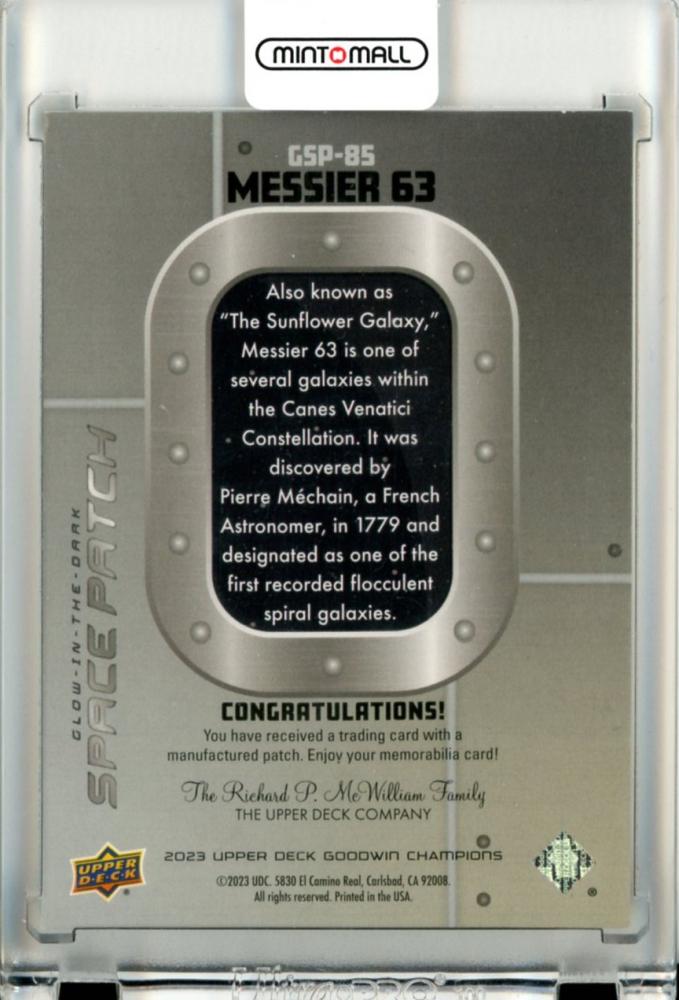 MINTMALL
GSP-85
MESSIER 63
Also known as
“The Sunflower Galaxy,”
Messier 63 is one of
several galaxies within
the Canes Venatici
Constellation. It was
discovered by
Pierre Méchain, a French
Astronomer, in 1779 and
designated as one of the
first recorded flocculent
spiral galaxies.
GLOW-IN-THE-DARK
SPACE PATCH
CONGRATULATIONS!
You have received a trading card with a
manufactured patch. Enjoy your memorabilia card!
The Richard P. McWilliam Family
THE UPPER DECK COMPANY
UPPER
D·E·C·K
®
2023 UPPER DECK GOODWIN CHAMPIONS
©2023 UDC. 5830 El Camino Real, Carlsbad, CA 92008.
All rights reserved. Printed in the USA.
®
UltraPRO